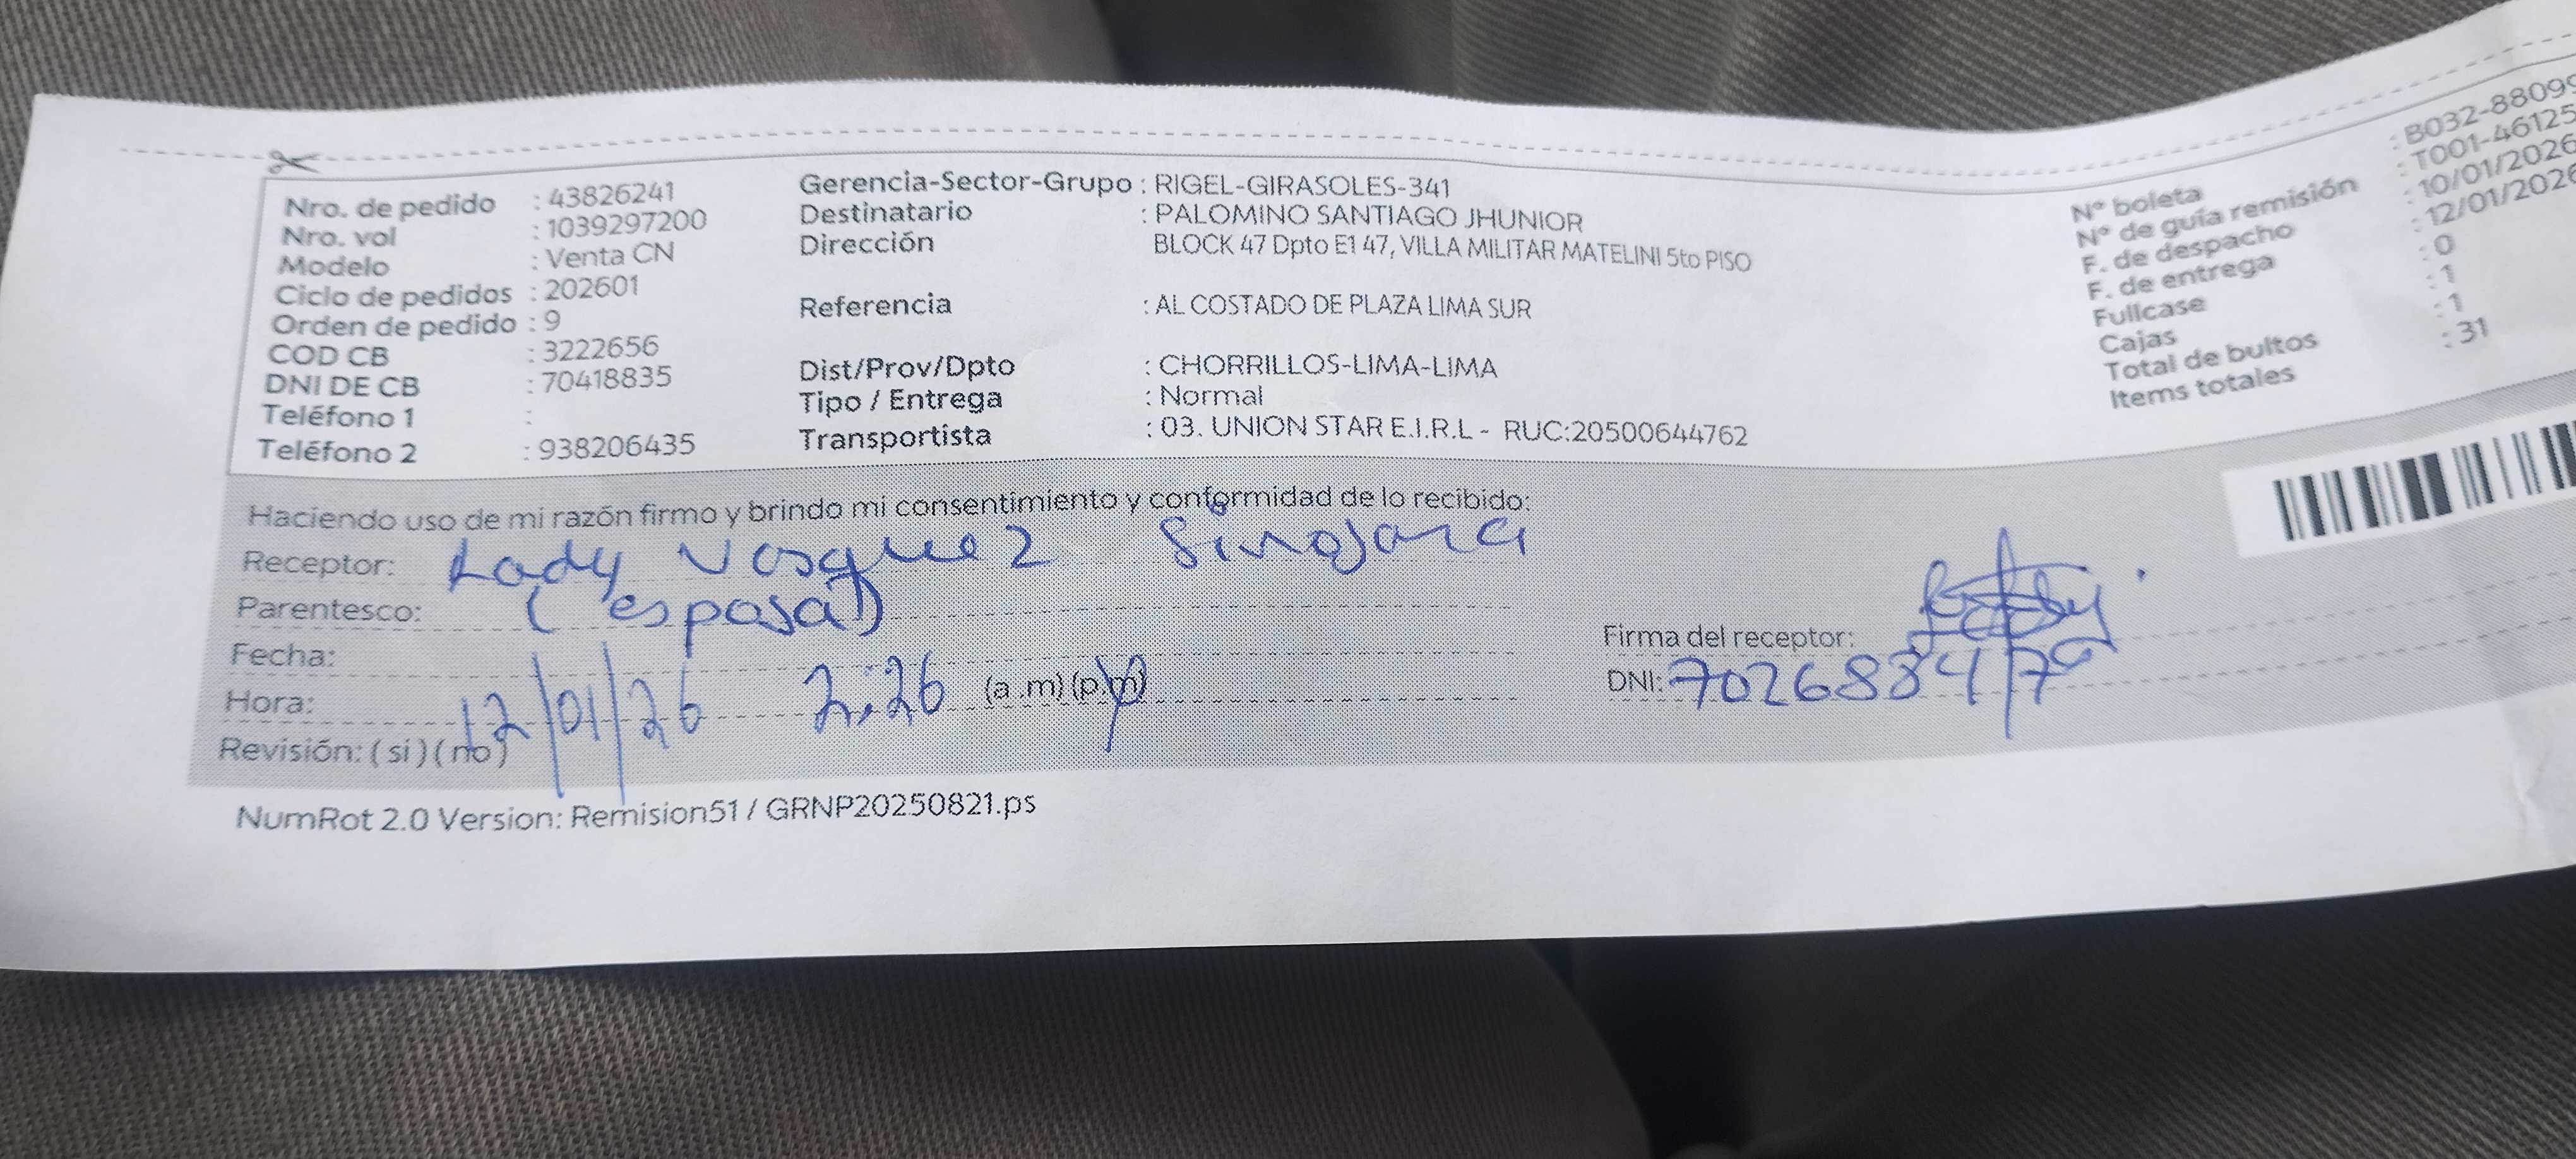 Nro. de pedido : 43826241
Nro. vol : 1039297200
Modelo : Venta CN
Ciclo de pedidos : 202601
Orden de pedido : 9
COD CB : 3222656
DNI DE CB : 70418835
Teléfono 1 :
Teléfono 2 : 938206435
Gerencia-Sector-Grupo : RIGEL-GIRASOLES-341
Destinatario : PALOMINO SANTIAGO JHUNIOR
Dirección BLOCK 47 Dpto E1 47, VILLA MILITAR MATELINI 5to PISO
Referencia : AL COSTADO DE PLAZA LIMA SUR
Dist/Prov/Dpto : CHORRILLOS-LIMA-LIMA
Tipo / Entrega : Normal
Transportista : 03. UNION STAR E.I.R.L - RUC:20500644762
N° boleta : B032-88099
N° de guía remisión : T001-46125
F. de despacho : 10/01/2026
F. de entrega : 12/01/2026
Fullcase : 0
Cajas : 1
Total de bultos : 1
Items totales : 31
Haciendo uso de mi razón firmo y brindo mi consentimiento y conformidad de lo recibido:
Receptor: Lady Vasquez
Parentesco: (esposa)
Fecha:
Hora: 12/01/26 2:26 (a .m) (p.m)
Revisión: ( si ) ( no )
Firma del receptor:
DNI:
NumRot 2.0 Version: Remision51 / GRNP20250821.ps